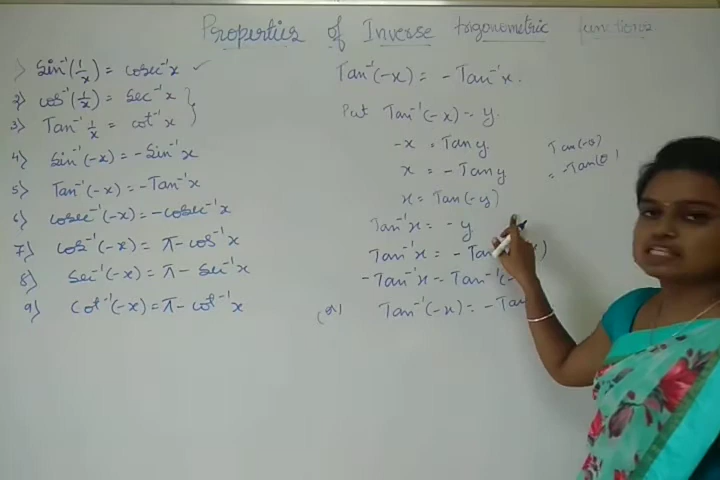 Properties of Inverse trigonometric functions
1) Sin⁻¹(1/x) = cosec⁻¹x ✓
2) cos⁻¹(1/x) = Sec⁻¹x
3) Tan⁻¹ 1/x = cot⁻¹x
4) Sin⁻¹(-x) = -Sin⁻¹x
5) Tan⁻¹(-x) = -Tan⁻¹x
6) cosec⁻¹(-x) = -cosec⁻¹x
7) Cos⁻¹(-x) = π- cos⁻¹x
8) Sec⁻¹(-x) = π- Sec⁻¹x
9) Cot⁻¹(-x) = π- cot⁻¹x
Tan⁻¹(-x) = - Tan⁻¹x.
Put Tan⁻¹(-x) = y.
-x = Tan y
x = - Tan y
x = Tan(-y)
Tan⁻¹x = - y
Tan⁻¹x = - Tan
- Tan⁻¹x = Tan⁻¹(-
(or) Tan⁻¹(-x) = - Tan
Tan(-θ)
= -Tan(θ)